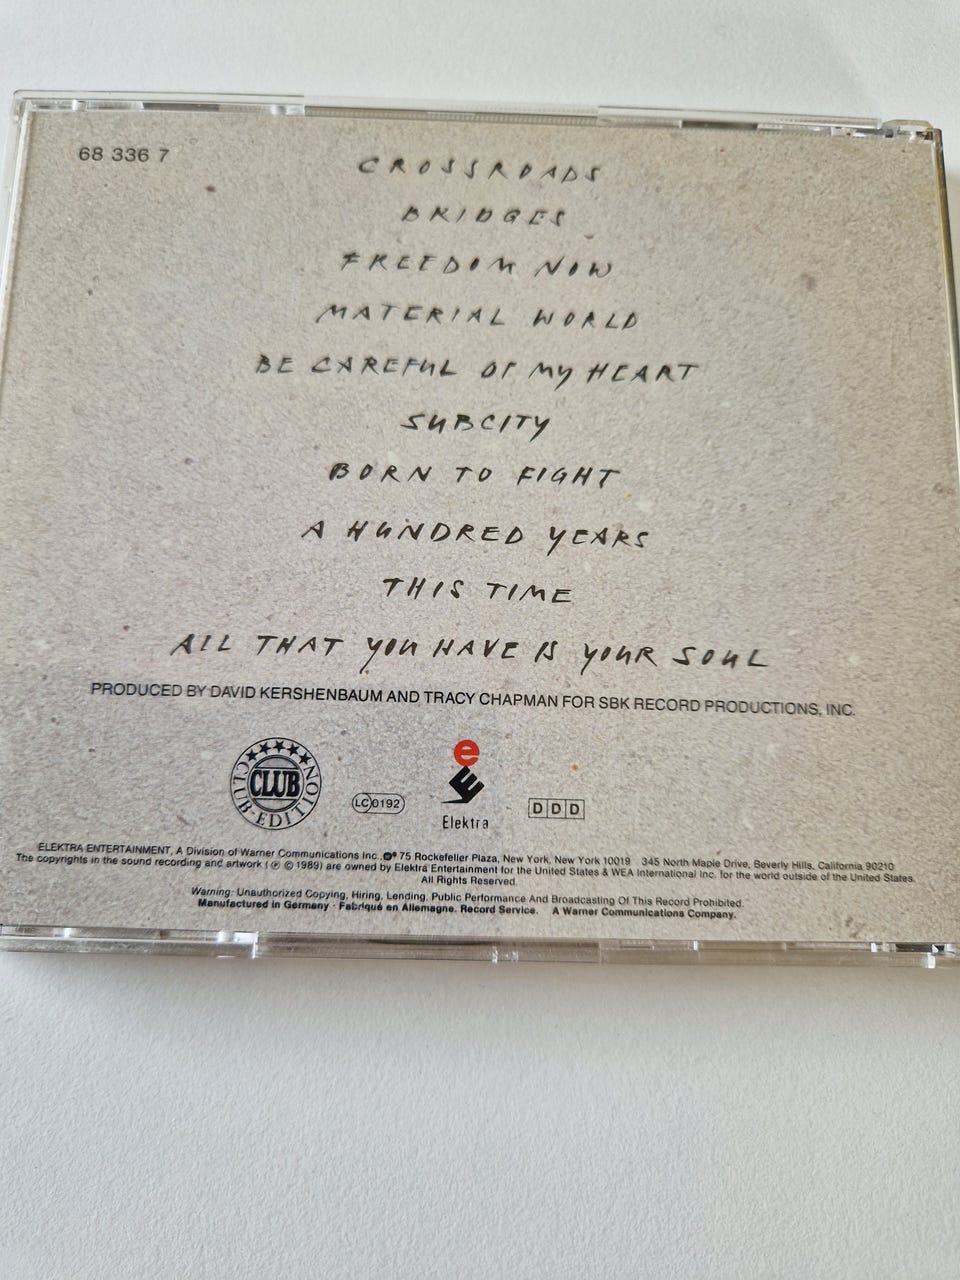 68 336 7
CROSSROADS
BRIDGES
FREEDOM NOW
MATERIAL WORLD
BE CAREFUL OF MY HEART
SUBCITY
BORN TO FIGHT
A HUNDRED YEARS
THIS TIME
ALL THAT YOU HAVE IS YOUR SOUL
PRODUCED BY DAVID KERSHENBAUM AND TRACY CHAPMAN FOR SBK RECORD PRODUCTIONS, INC.
CLUB
CLUB-EDITION
LC 0192
e E
Elektra
DDD
ELEKTRA ENTERTAINMENT, A Division of Warner Communications Inc., 75 Rockefeller Plaza, New York, New York 10019 345 North Maple Drive, Beverly Hills, California 90210
The copyrights in the sound recording and artwork (℗ © 1989) are owned by Elektra Entertainment for the United States & WEA International Inc. for the world outside of the United States.
All Rights Reserved.
Warning: Unauthorized Copying, Hiring, Lending, Public Performance And Broadcasting Of This Record Prohibited.
Manufactured in Germany · Fabriqué en Allemagne. Record Service. A Warner Communications Company.